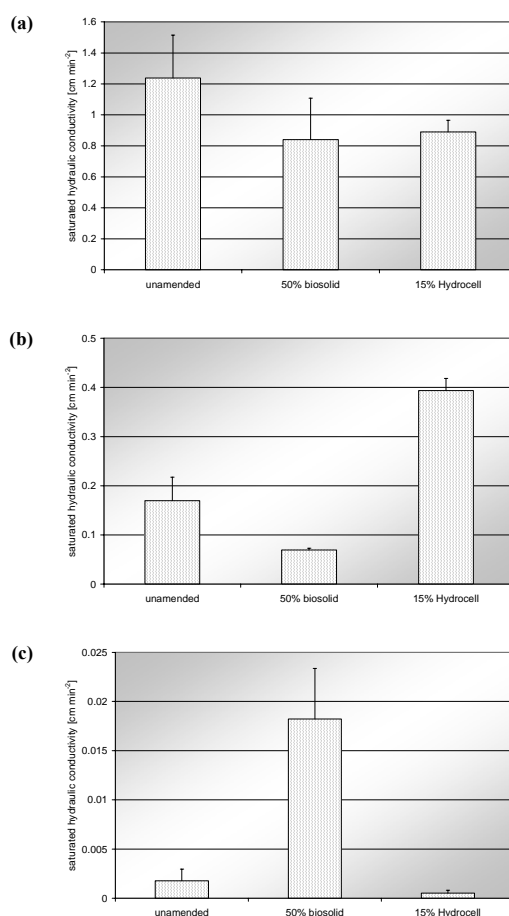 (a)
saturated hydraulic conductivity [cm min⁻²]
1.6
1.4
1.2
1
0.8
0.6
0.4
0.2
0
unamended 50% biosolid 15% Hydrocell
(b)
saturated hydraulic conductivity [cm min⁻²]
0.5
0.4
0.3
0.2
0.1
0
unamended 50% biosolid 15% Hydrocell
(c)
saturated hydraulic conductivity [cm min⁻²]
0.025
0.02
0.015
0.01
0.005
0
unamended 50% biosolid 15% Hydrocell